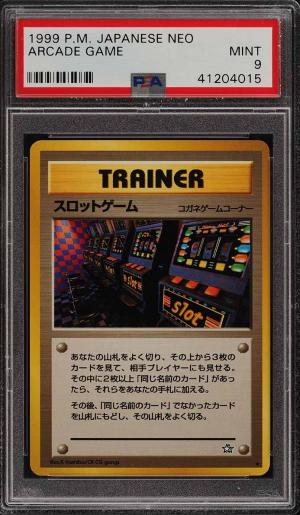 1999 P.M. JAPANESE NEO
ARCADE GAME
MINT
9
PSA
41204015
TRAINER
スロットゲーム
コガネゲームコーナー
slot
あなたの山札をよく切り、その上から3枚の
カードを見て、相手プレイヤーにも見せる。
その中に2枚以上「同じ名前のカード」があ
ったら、それらをあなたの手札に加える。
その後、「同じ名前のカード」でなかったカード
を山札にもどし、その山札をよく切る。